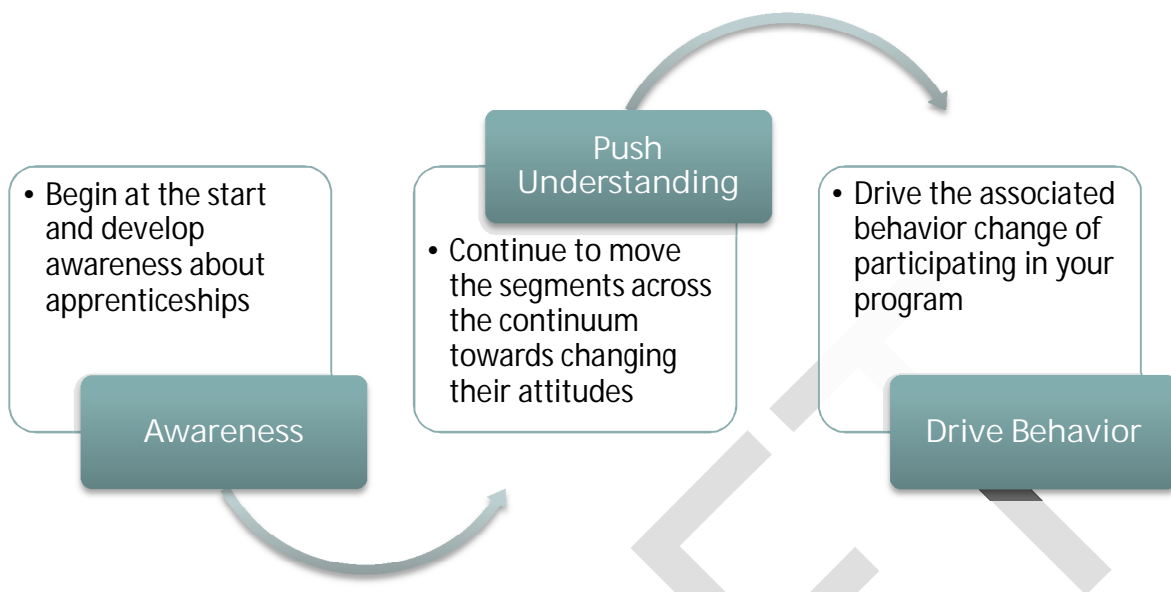 • Begin at the start
and develop
awareness about
apprenticeships
Awareness
Push
Understanding
• Continue to move
the segments across
the continuum
towards changing
their attitudes
• Drive the associated
behavior change of
participating in your
program
Drive Behavior